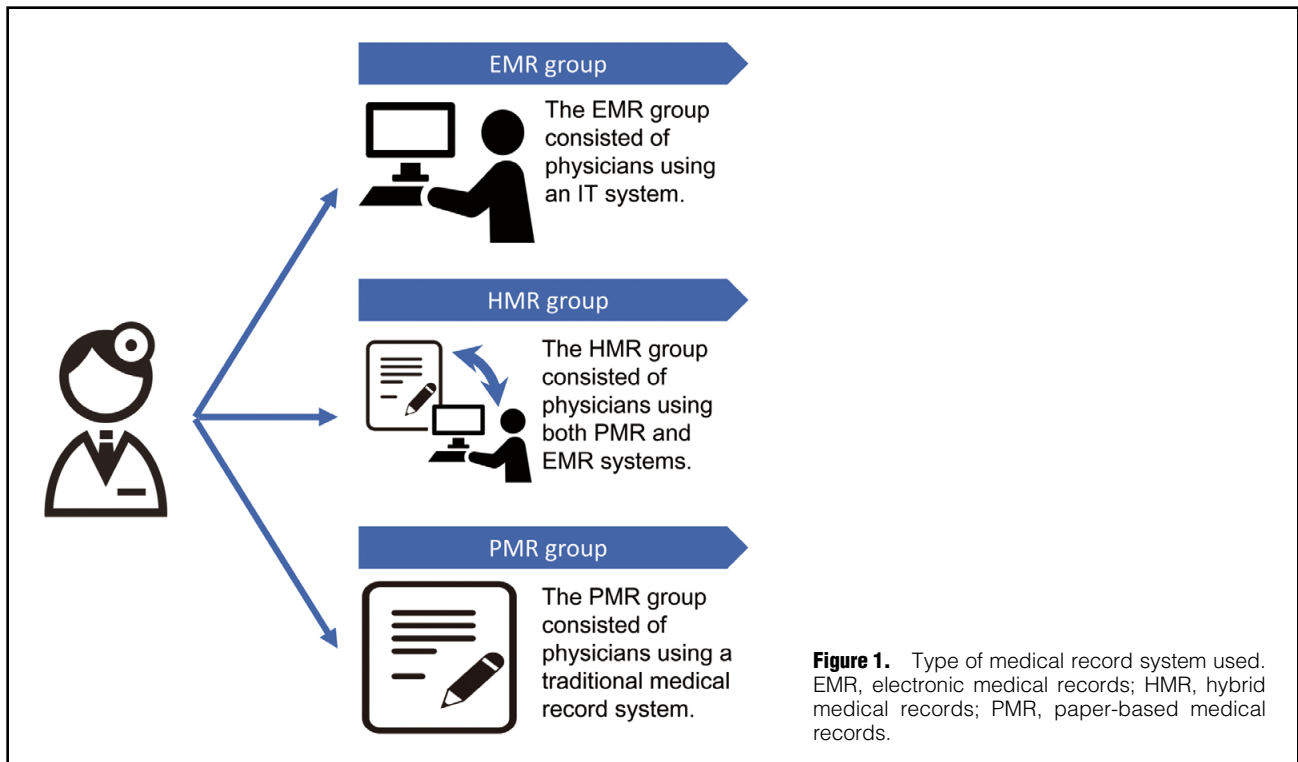 EMR group
The EMR group
consisted of
physicians using
an IT system.
HMR group
The HMR group
consisted of
physicians using
both PMR and
EMR systems.
PMR group
The PMR group
consisted of
physicians using a
traditional medical
record system.
Figure 1. Type of medical record system used.
EMR, electronic medical records; HMR, hybrid
medical records; PMR, paper-based medical
records.